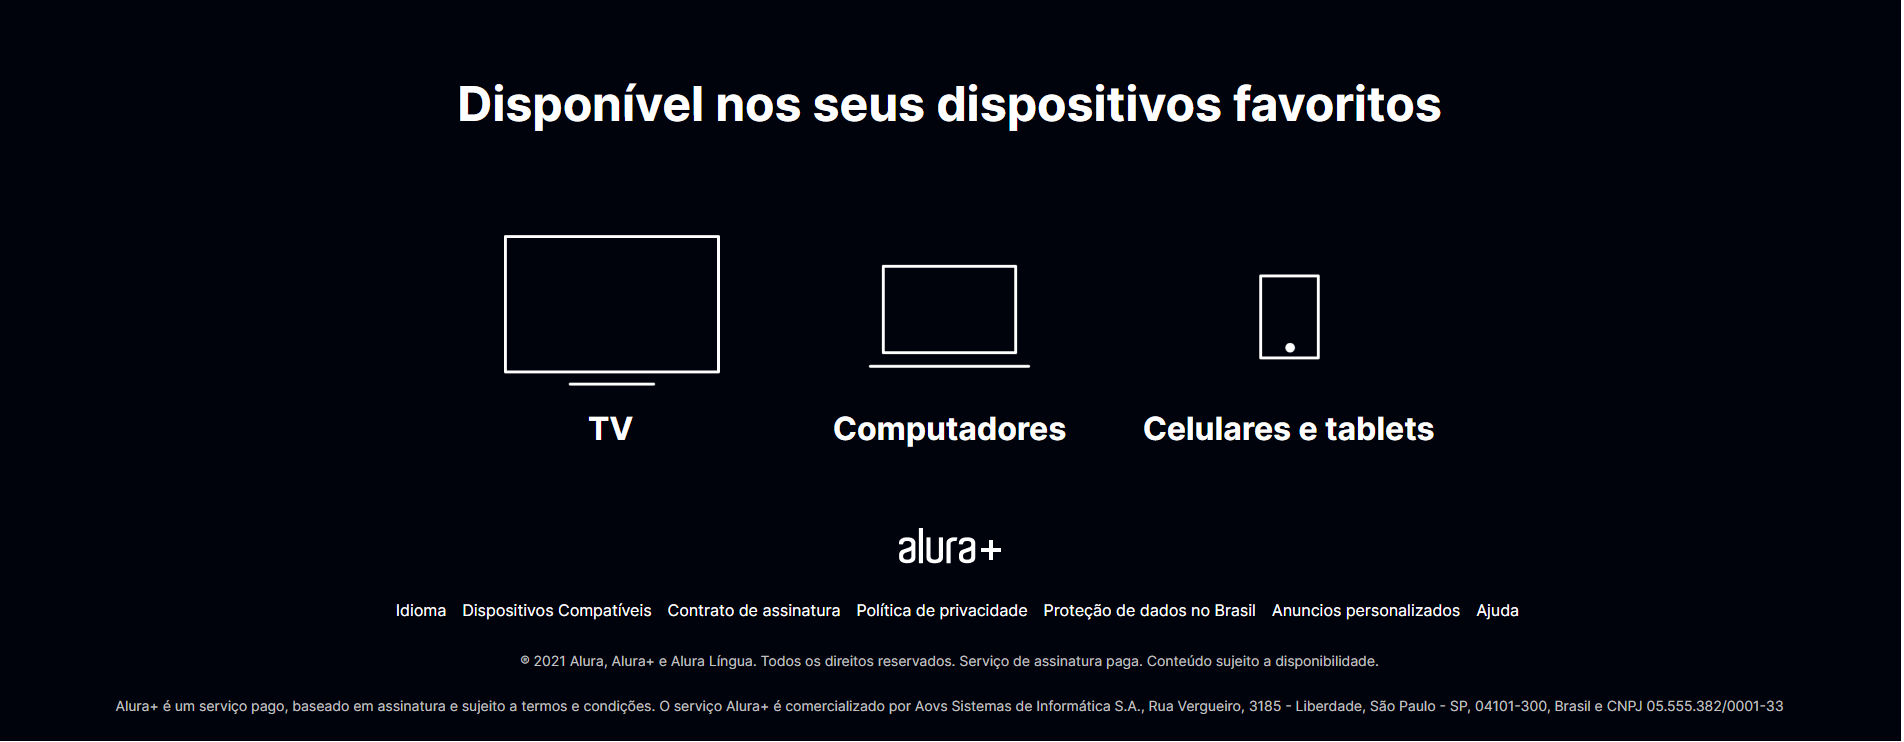 Disponível nos seus dispositivos favoritos
TV
Computadores
Celulares e tablets
alura+
Idioma Dispositivos Compatíveis Contrato de assinatura Política de privacidade Proteção de dados no Brasil Anuncios personalizados Ajuda
® 2021 Alura, Alura+ e Alura Língua. Todos os direitos reservados. Serviço de assinatura paga. Conteúdo sujeito a disponibilidade.
Alura+ é um serviço pago, baseado em assinatura e sujeito a termos e condições. O serviço Alura+ é comercializado por Aovs Sistemas de Informática S.A., Rua Vergueiro, 3185 - Liberdade, São Paulo - SP, 04101-300, Brasil e CNPJ 05.555.382/0001-33